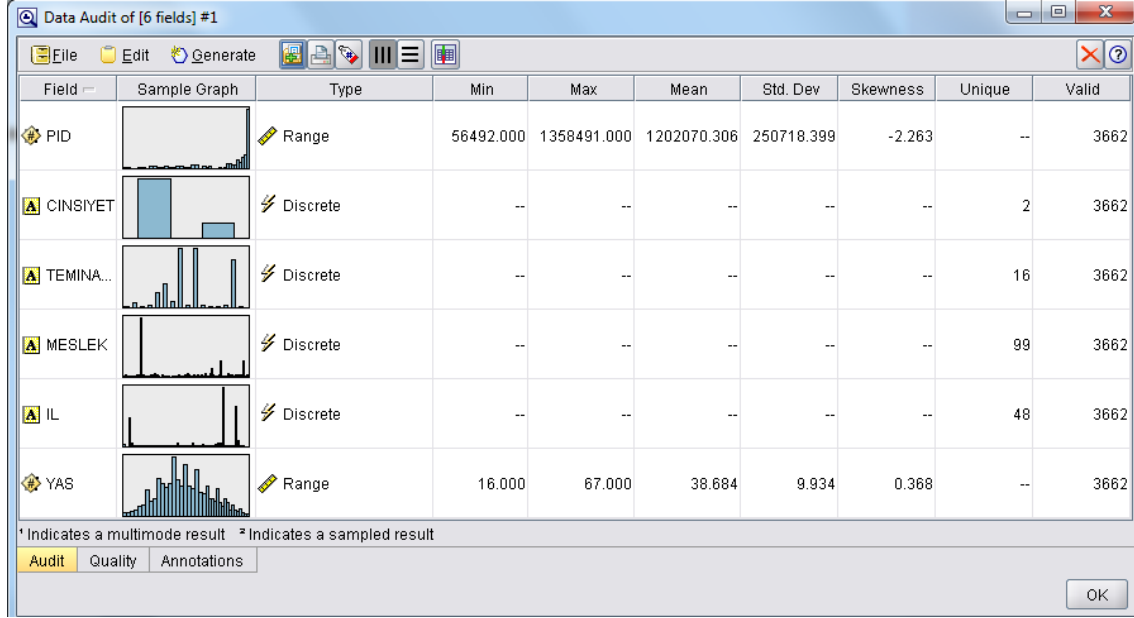 Data Audit of [6 fields] #1
File Edit Generate
Field Sample Graph Type Min Max Mean Std. Dev Skewness Unique Valid
PID Range 56492.000 1358491.000 1202070.306 250718.399 -2.263 -- 3662
A CINSIYET Discrete -- -- -- -- -- 2 3662
A TEMINA... Discrete -- -- -- -- -- 16 3662
A MESLEK Discrete -- -- -- -- -- 99 3662
A IL Discrete -- -- -- -- -- 48 3662
YAS Range 16.000 67.000 38.684 9.934 0.368 -- 3662
¹ Indicates a multimode result ² Indicates a sampled result
Audit Quality Annotations
OK